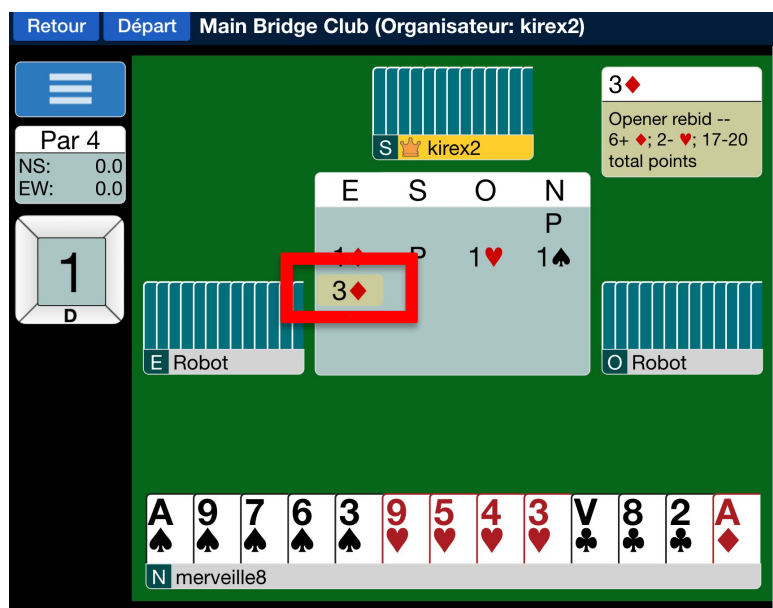 Retour Départ Main Bridge Club (Organisateur: kirex2)
Par 4
NS: 0.0
EW: 0.0
1
D
S kirex2
3♦
Opener rebid --
6+ ♦; 2- ♥; 17-20
total points
E S O N
P
1♦ P 1♥ 1♠
3♦
E Robot
O Robot
A♠ 9♠ 7♠ 6♠ 3♠ 9♥ 5♥ 4♥ 3♥ V♣ 8♣ 2♣ A♦
N merveille8